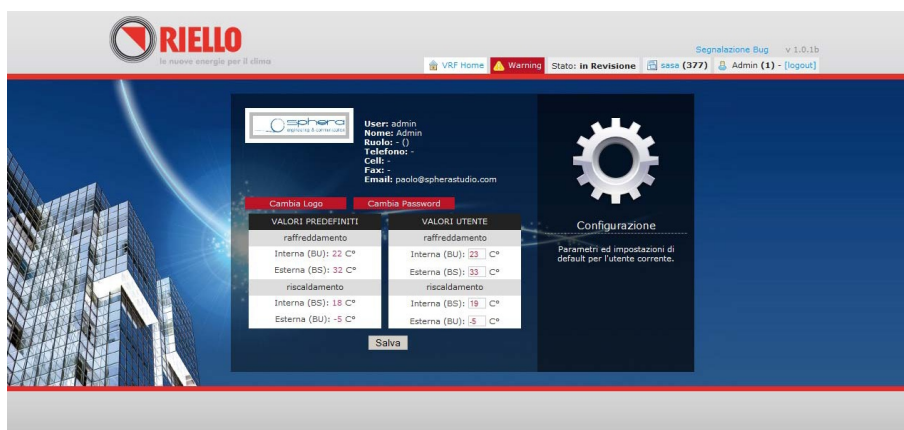 RIELLO
le nuove energie per il clima
Segnalazione Bug v 1.0.1b
VRF Home Warning Stato: in Revisione sasa (377) Admin (1) - [logout]
sphera
User: admin
Nome: Admin
Ruolo: - ()
Telefono: -
Cell: -
Fax: -
Email: paolo@spherastudio.com
Cambia Logo Cambia Password
VALORI PREDEFINITI
raffreddamento
Interna (BU): 22 C°
Esterna (BS): 32 C°
riscaldamento
Interna (BS): 18 C°
Esterna (BU): -5 C°
VALORI UTENTE
raffreddamento
Interna (BU): 23 C°
Esterna (BS): 33 C°
riscaldamento
Interna (BS): 19 C°
Esterna (BU): -5 C°
Salva
Configurazione
Parametri ed impostazioni di
default per l'utente corrente.